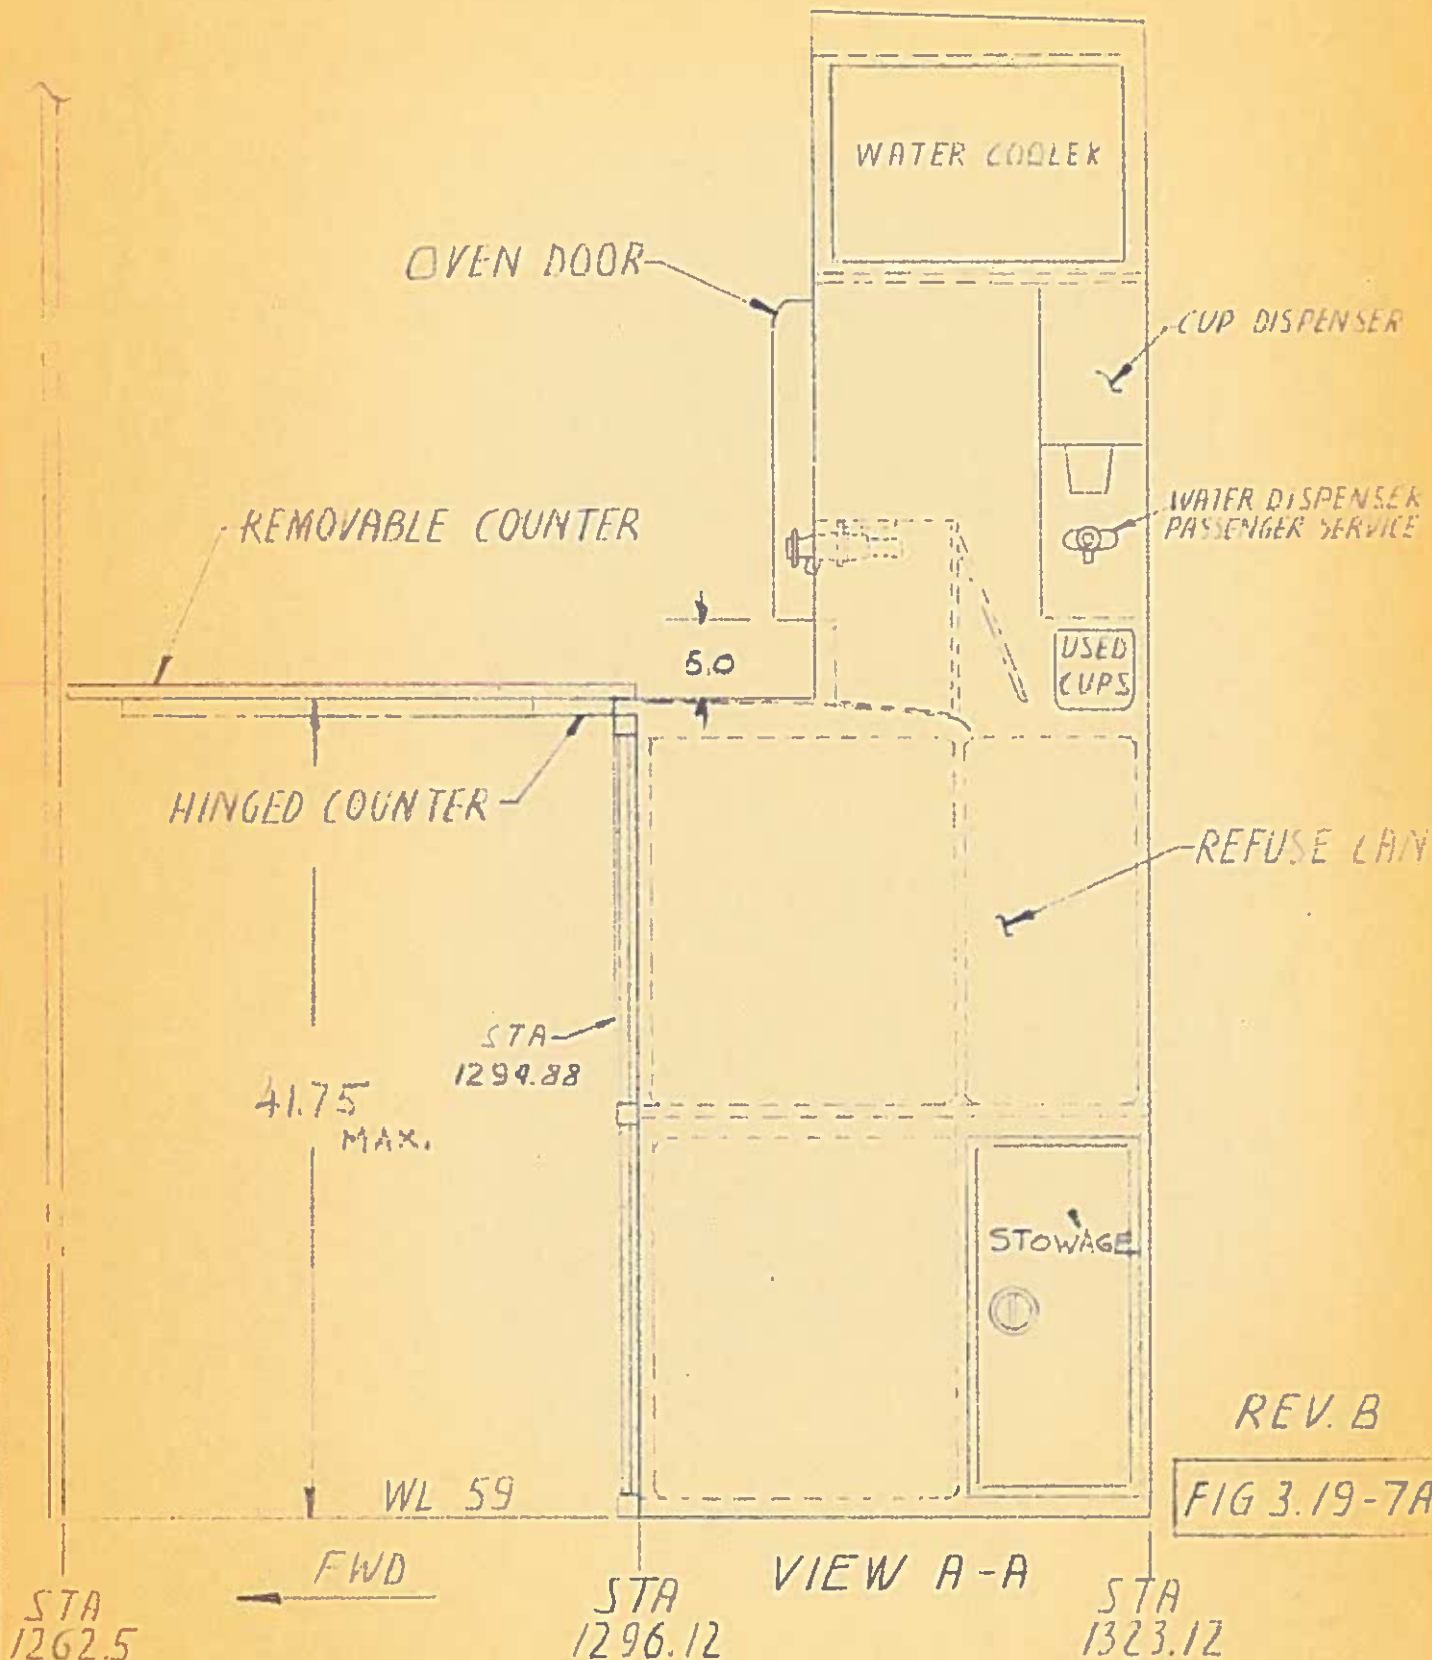 WATER COOLER
OVEN DOOR
CUP DISPENSER
REMOVABLE COUNTER
WATER DISPENSER
PASSENGER SERVICE
5.0
USED
CUPS
HINGED COUNTER
REFUSE CAN
STA
1294.88
41.75
MAX.
STOWAGE
REV. B
WL 59
FIG 3.19-7A
FWD
VIEW A-A
STA
1262.5
STA
1296.12
STA
1323.12